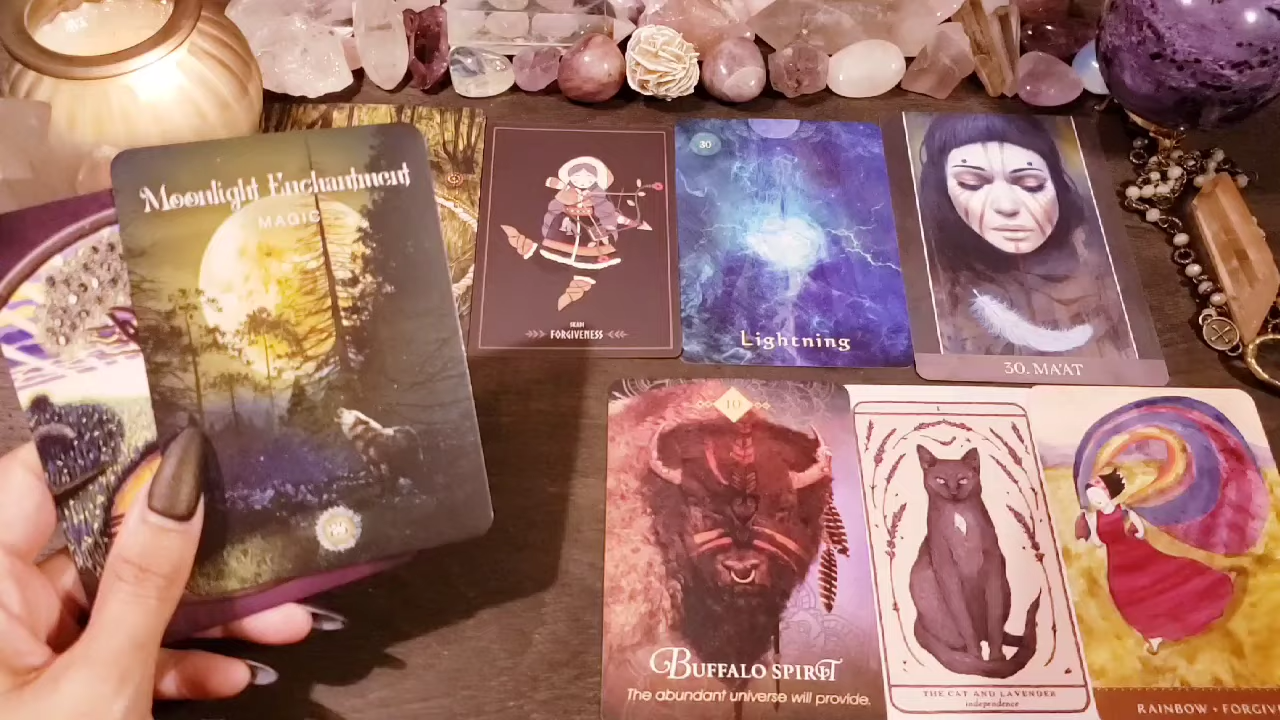 Moonlight Enchantment
MAGIC
SKADI
FORGIVENESS
30
Lightning
30. MA'AT
10
BUFFALO SPIRIT
The abundant universe will provide.
THE CAT AND LAVENDER
independence
RAINBOW • FORGIV